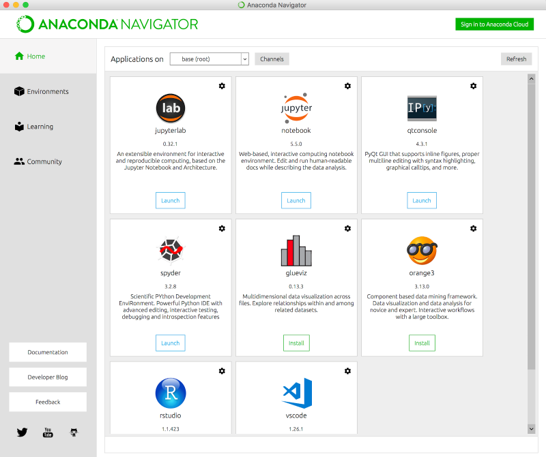 Anaconda Navigator
ANACONDA NAVIGATOR
Sign in to Anaconda Cloud
Home
Environments
Learning
Community
Documentation
Developer Blog
Feedback
You
Tube
Applications on
base (root)
Channels
Refresh
lab
jupyterlab
0.32.1
An extensible environment for interactive
and reproducible computing, based on the
Jupyter Notebook and Architecture.
Launch
jupyter
notebook
5.5.0
Web-based, interactive computing notebook
environment. Edit and run human-readable
docs while describing the data analysis.
Launch
IP[y]
qtconsole
4.3.1
PyQt GUI that supports inline figures, proper
multiline editing with syntax highlighting,
graphical calltips, and more.
Launch
spyder
3.2.8
Scientific PYthon Development
EnviRonment. Powerful Python IDE with
advanced editing, interactive testing,
debugging and introspection features
Launch
glueviz
0.13.3
Multidimensional data visualization across
files. Explore relationships within and among
related datasets.
Install
orange3
3.13.0
Component based data mining framework.
Data visualization and data analysis for
novice and expert. Interactive workflows
with a large toolbox.
Install
R
rstudio
1.1.423
vscode
1.26.1